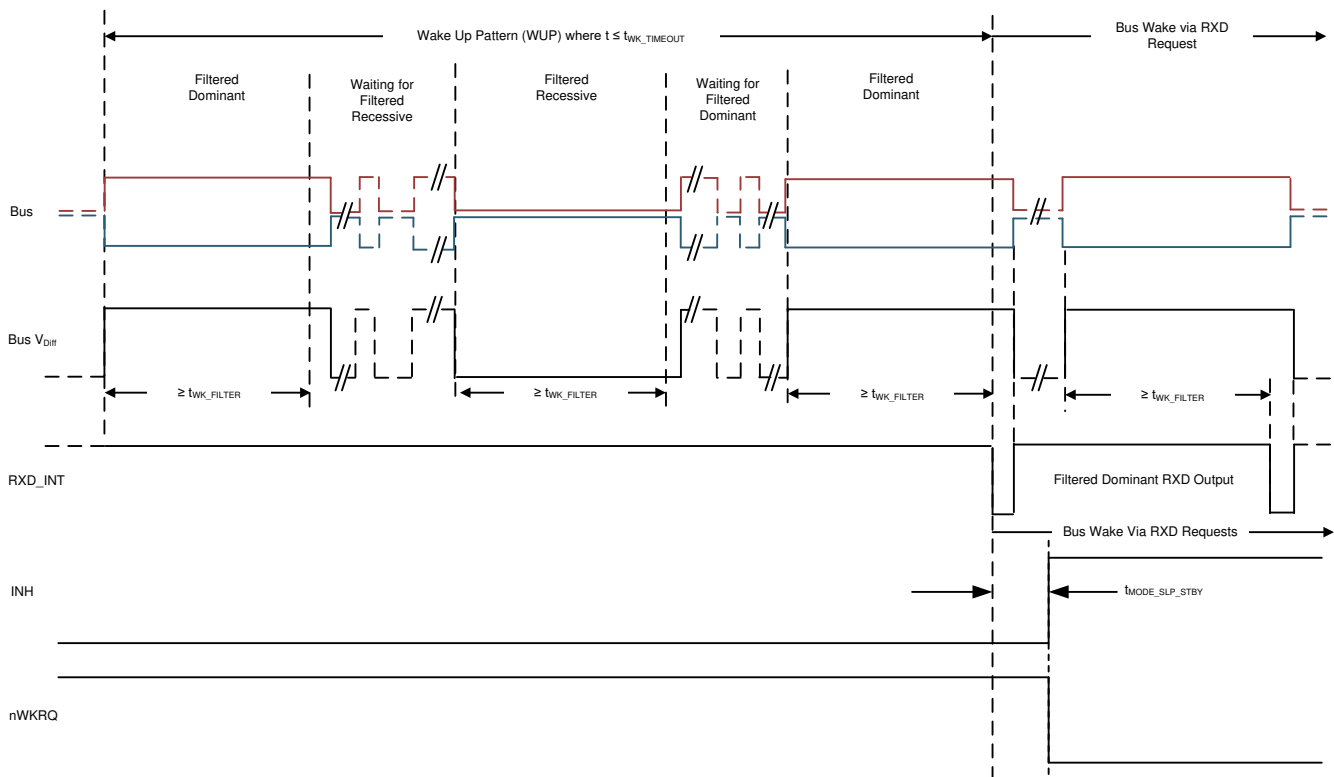 Wake Up Pattern (WUP) where t ≤ tWK_TIMEOUT
Bus Wake via RXD
Request
Filtered
Dominant
Waiting for
Filtered
Recessive
Filtered
Recessive
Waiting for
Filtered
Dominant
Filtered
Dominant
Bus
Bus VDiff
≥ tWK_FILTER
≥ tWK_FILTER
≥ tWK_FILTER
≥ tWK_FILTER
RXD_INT
Filtered Dominant RXD Output
Bus Wake Via RXD Requests
INH
tMODE_SLP_STBY
nWKRQ